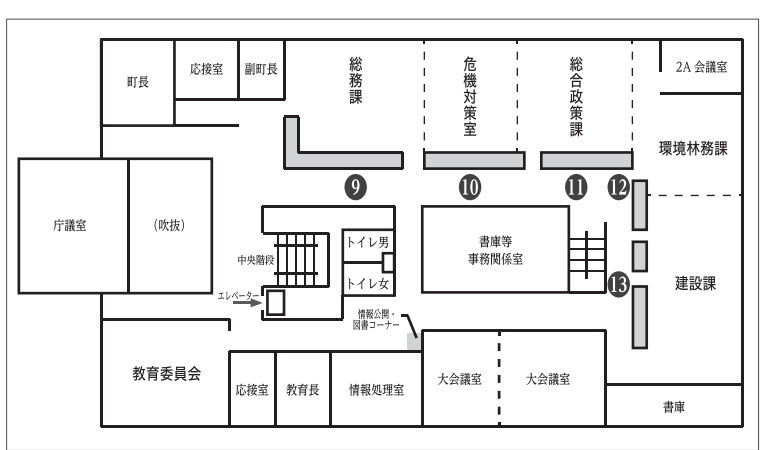 町長
応接室
副町長
総務課
危機対策室
総合政策課
2A 会議室
環境林務課
⑨
⑩
⑪
⑫
庁議室
(吹抜)
中央階段
トイレ男
トイレ女
書庫等
事務関係室
建設課
⑬
エレベーター
情報公開・
図書コーナー
教育委員会
応接室
教育長
情報処理室
大会議室
大会議室
書庫